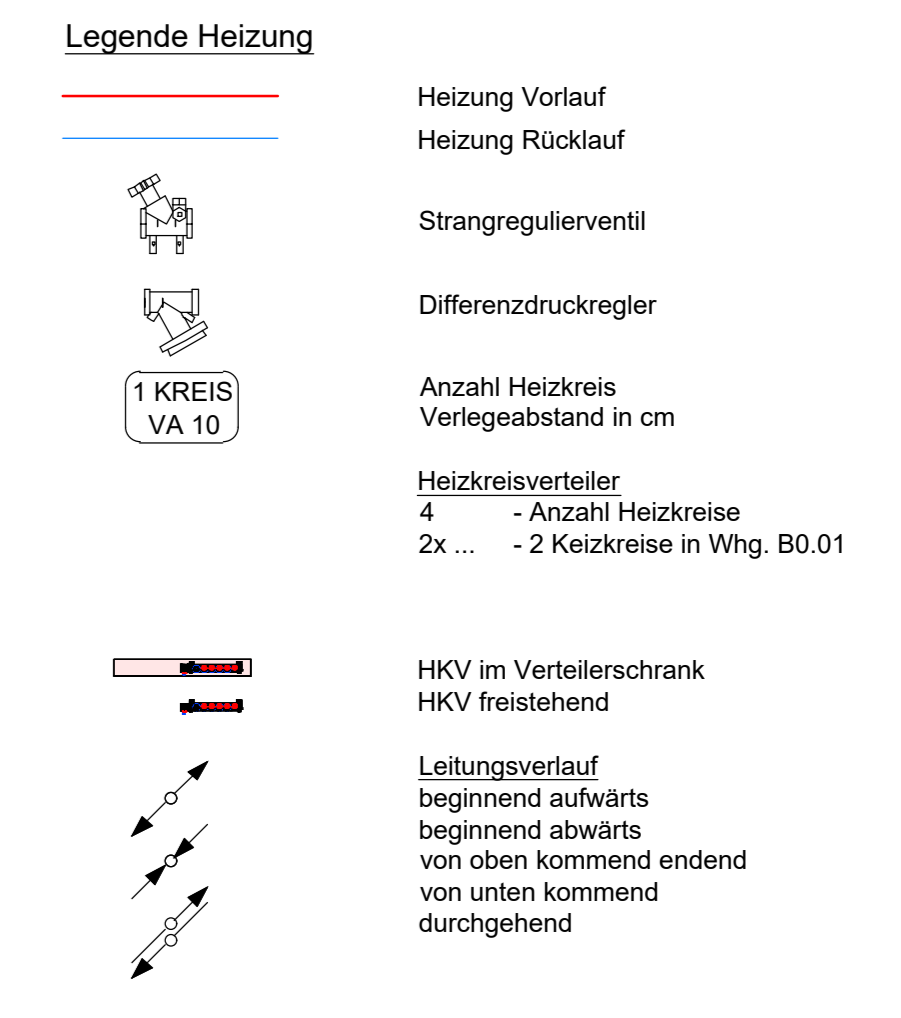 Legende Heizung
Heizung Vorlauf
Heizung Rücklauf
Strangregulierventil
Differenzdruckregler
1 KREIS
VA 10
Anzahl Heizkreis
Verlegeabstand in cm
Heizkreisverteiler
4 - Anzahl Heizkreise
2x ... - 2 Keizkreise in Whg. B0.01
HKV im Verteilerschrank
HKV freistehend
Leitungsverlauf
beginnend aufwärts
beginnend abwärts
von oben kommend endend
von unten kommend
durchgehend